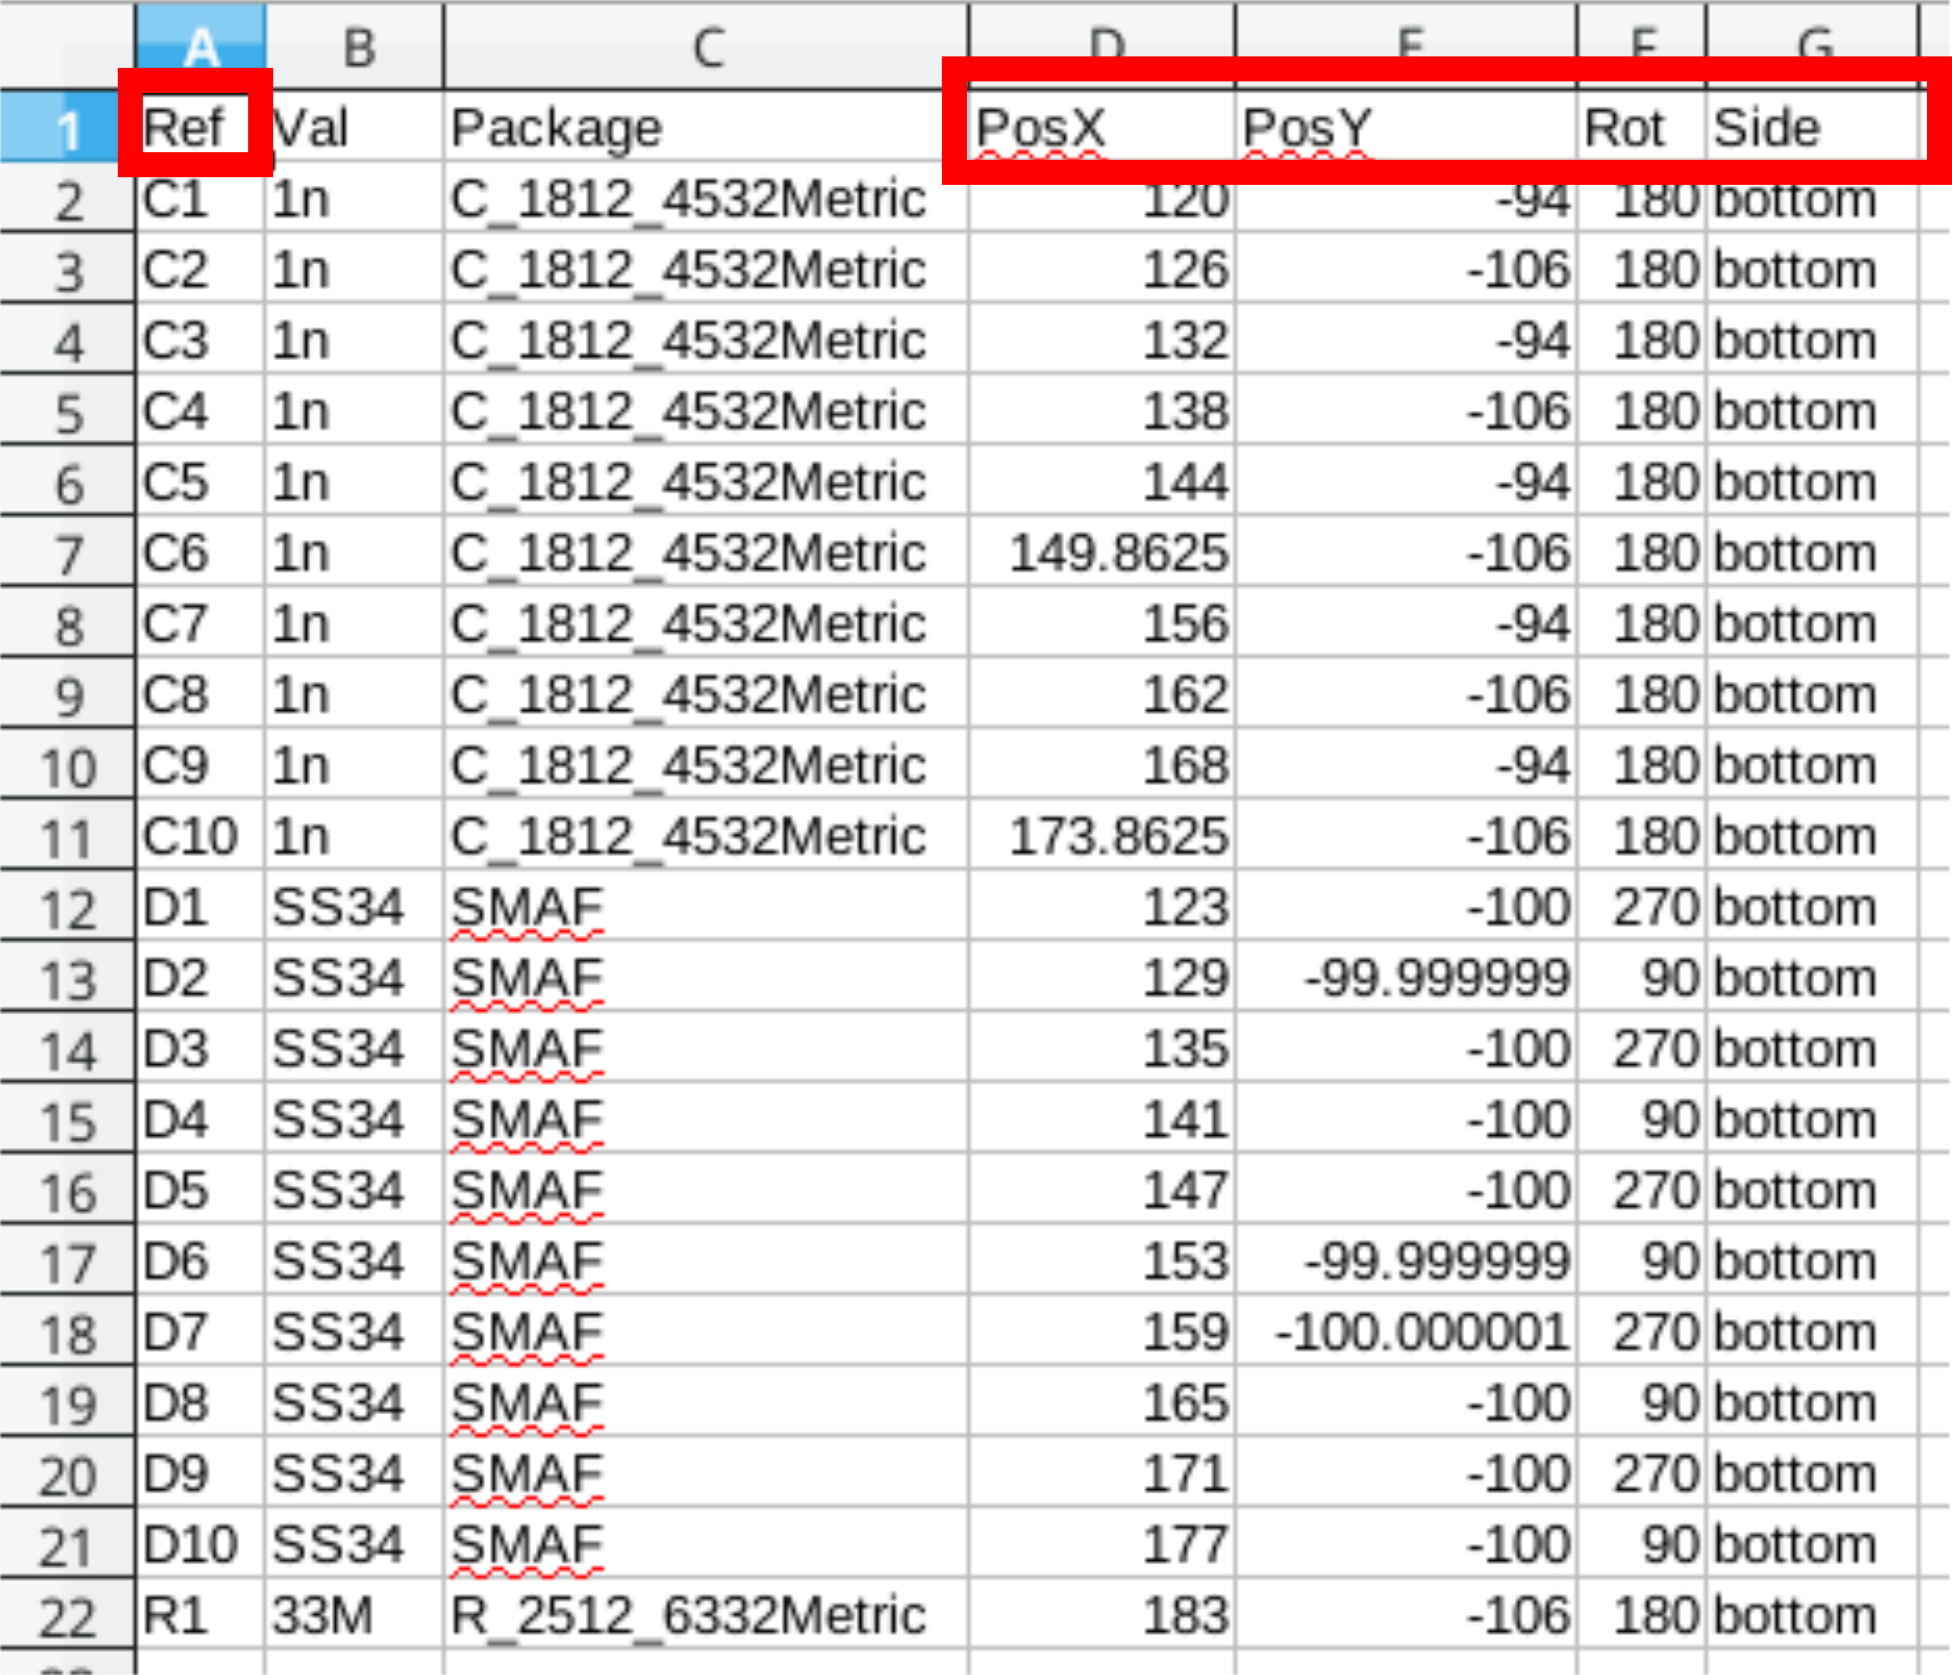 A B C D E F G
1 Ref Val Package PosX PosY Rot Side
2 C1 1n C_1812_4532Metric 120 -94 180 bottom
3 C2 1n C_1812_4532Metric 126 -106 180 bottom
4 C3 1n C_1812_4532Metric 132 -94 180 bottom
5 C4 1n C_1812_4532Metric 138 -106 180 bottom
6 C5 1n C_1812_4532Metric 144 -94 180 bottom
7 C6 1n C_1812_4532Metric 149.8625 -106 180 bottom
8 C7 1n C_1812_4532Metric 156 -94 180 bottom
9 C8 1n C_1812_4532Metric 162 -106 180 bottom
10 C9 1n C_1812_4532Metric 168 -94 180 bottom
11 C10 1n C_1812_4532Metric 173.8625 -106 180 bottom
12 D1 SS34 SMAF 123 -100 270 bottom
13 D2 SS34 SMAF 129 -99.999999 90 bottom
14 D3 SS34 SMAF 135 -100 270 bottom
15 D4 SS34 SMAF 141 -100 90 bottom
16 D5 SS34 SMAF 147 -100 270 bottom
17 D6 SS34 SMAF 153 -99.999999 90 bottom
18 D7 SS34 SMAF 159 -100.000001 270 bottom
19 D8 SS34 SMAF 165 -100 90 bottom
20 D9 SS34 SMAF 171 -100 270 bottom
21 D10 SS34 SMAF 177 -100 90 bottom
22 R1 33M R_2512_6332Metric 183 -106 180 bottom